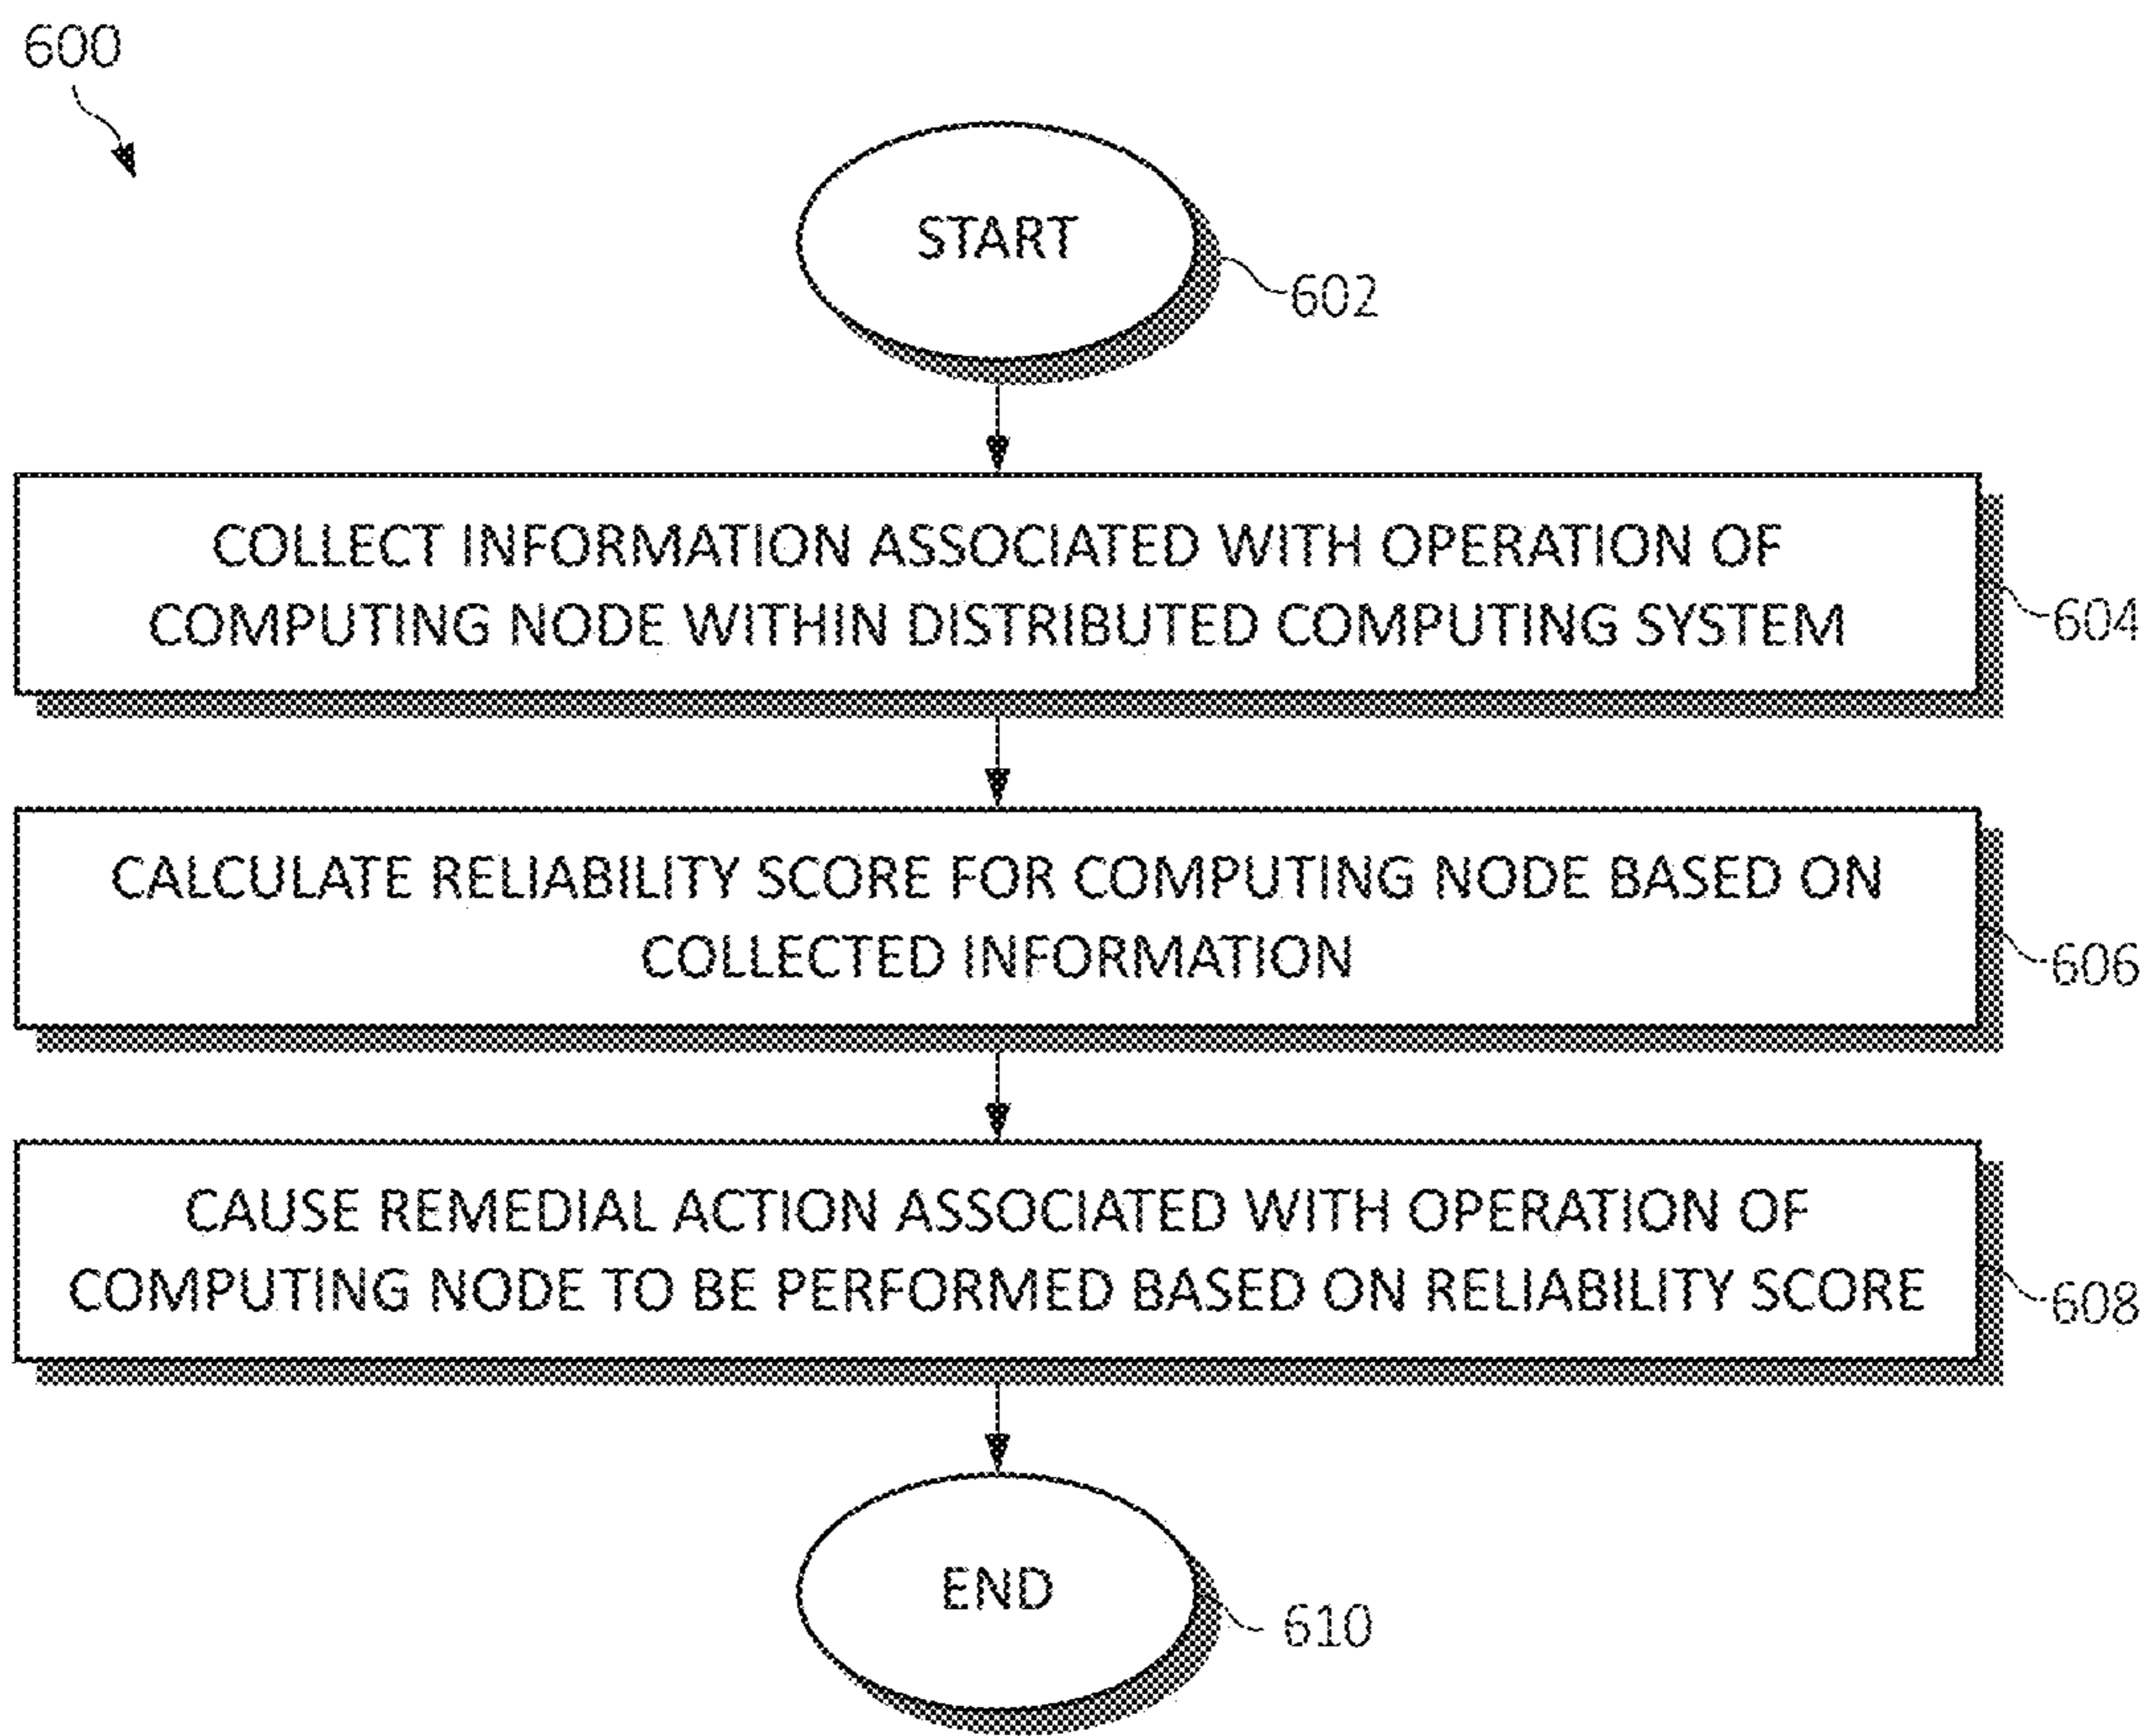 600
START
602
COLLECT INFORMATION ASSOCIATED WITH OPERATION OF
COMPUTING NODE WITHIN DISTRIBUTED COMPUTING SYSTEM
604
CALCULATE RELIABILITY SCORE FOR COMPUTING NODE BASED ON
COLLECTED INFORMATION
606
CAUSE REMEDIAL ACTION ASSOCIATED WITH OPERATION OF
COMPUTING NODE TO BE PERFORMED BASED ON RELIABILITY SCORE
608
END
610